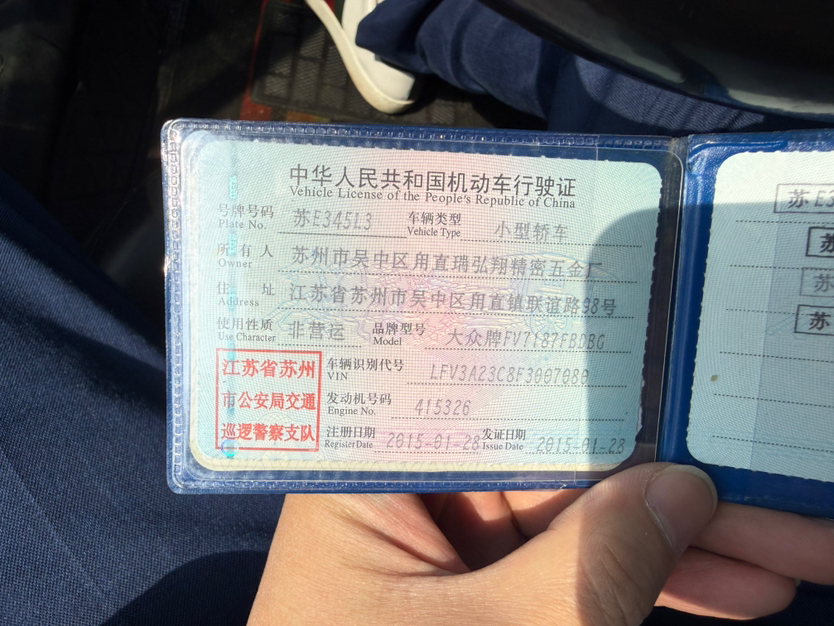 中华人民共和国机动车行驶证
Vehicle License of the People's Republic of China
号牌号码 苏E345L3 车辆类型 小型轿车
Plate No. Vehicle Type
所有人 苏州市吴中区甪直瑞弘翔精密五金厂
Owner
住址 江苏省苏州市吴中区甪直镇联谊路98号
Address
使用性质 非营运 品牌型号 大众牌FV7187FBDBG
Use Character Model
江苏省苏州
市公安局交通
巡逻警察支队
车辆识别代号 LFV3A23C8F3007088
VIN
发动机号码 415326
Engine No.
注册日期 2015-01-28 发证日期 2015-01-28
Register Date Issue Date
苏E3
苏
苏
苏